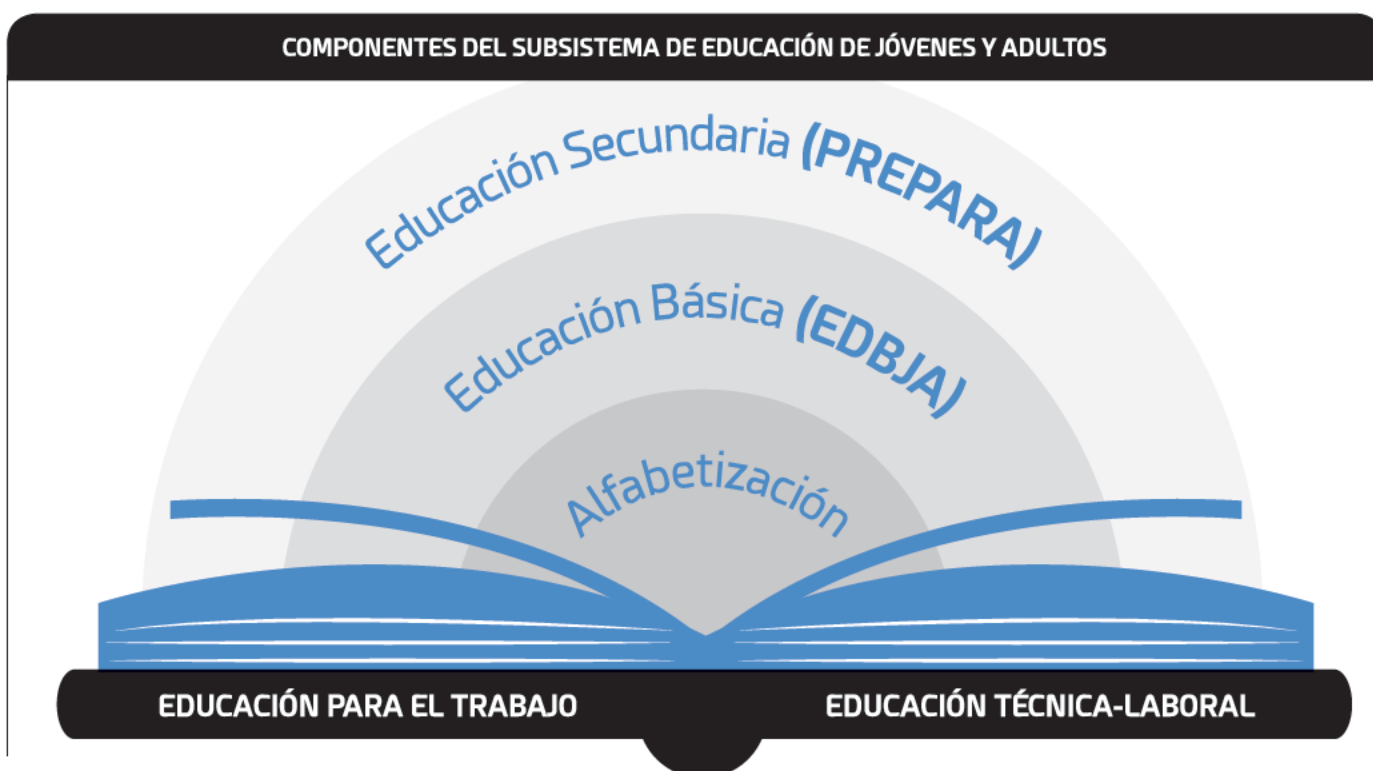 COMPONENTES DEL SUBSISTEMA DE EDUCACIÓN DE JÓVENES Y ADULTOS
Educación Secundaria (PREPARA)
Educación Básica (EDBJA)
Alfabetización
EDUCACIÓN PARA EL TRABAJO
EDUCACIÓN TÉCNICA-LABORAL